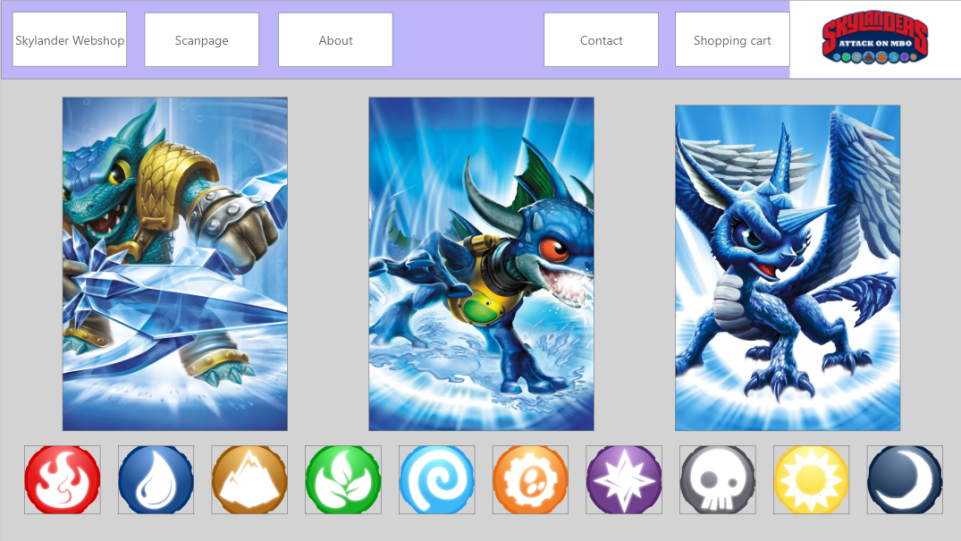 Skylander Webshop
Scanpage
About
Contact
Shopping cart
SKYLANDERS
ATTACK ON MBO